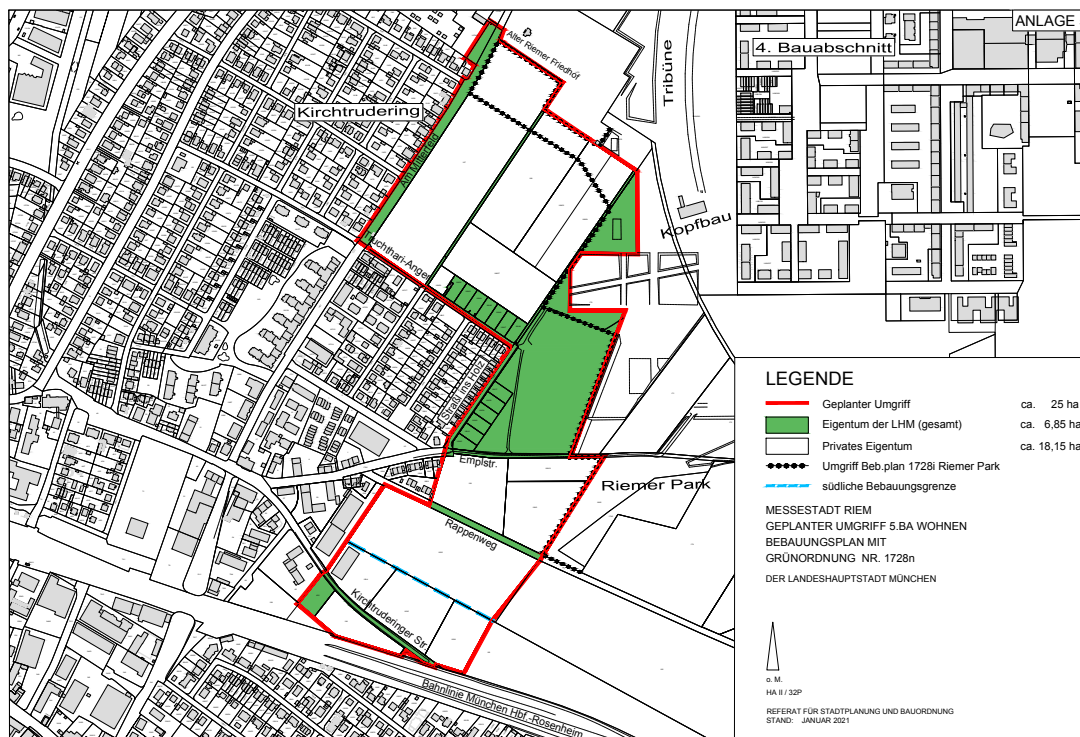 ANLAGE
4. Bauabschnitt
Tribüne
Alter Riemer Friedhof
Kirchtrudering
Am Mitterfeld
Kopfbau
Truchthari-Anger
(Straßl ins Holz)
Emplstr.
Riemer Park
Rappenweg
Kirchtruderinger Str.
Bahnlinie München Hbf -Rosenheim
LEGENDE
Geplanter Umgriff ca. 25 ha
Eigentum der LHM (gesamt) ca. 6,85 ha
Privates Eigentum ca. 18,15 ha
Umgriff Beb.plan 1728i Riemer Park
südliche Bebauungsgrenze
MESSESTADT RIEM
GEPLANTER UMGRIFF 5.BA WOHNEN
BEBAUUNGSPLAN MIT
GRÜNORDNUNG NR. 1728n
DER LANDESHAUPTSTADT MÜNCHEN
o. M.
HA II / 32P
REFERAT FÜR STADTPLANUNG UND BAUORDNUNG
STAND: JANUAR 2021